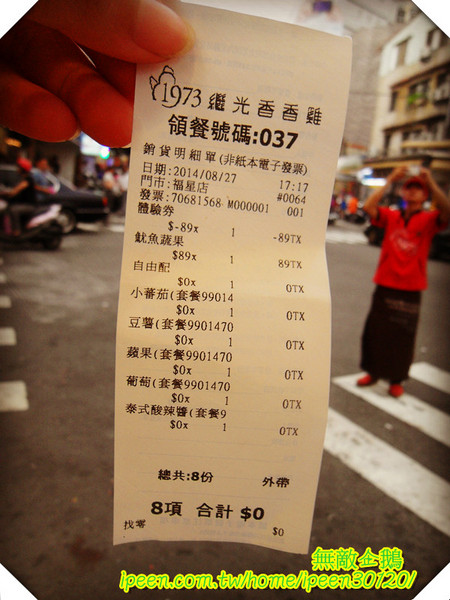 1973 繼光香香雞
領餐號碼:037
銷貨明細單(非紙本電子發票)
日期:2014/08/27 17:17
門市:福星店 #0064
發票:70681568 M000001 001
體驗券
$-89x 1 -89TX
魷魚蔬果
$89x 1 89TX
自由配
$0x 1 0TX
小蕃茄(套餐99014
$0x 1 0TX
豆薯(套餐9901470
$0x 1 0TX
蘋果(套餐9901470
$0x 1 0TX
葡萄(套餐9901470
$0x 1 0TX
泰式酸辣醬(套餐9
$0x 1 0TX
總共:8份 外帶
8項 合計 $0
找零 $0
無敵企鵝
ipeen.com.tw/home/ipeen30720/